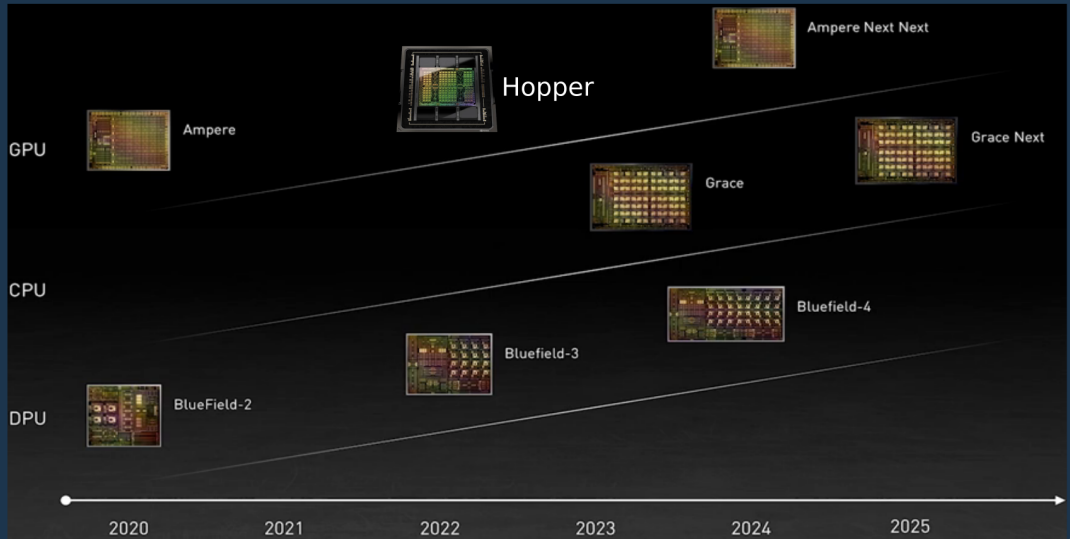 Ampere Next Next
Hopper
Ampere
GPU
Grace Next
Grace
CPU
Bluefield-4
Bluefield-3
BlueField-2
DPU
2020
2021
2022
2023
2024
2025